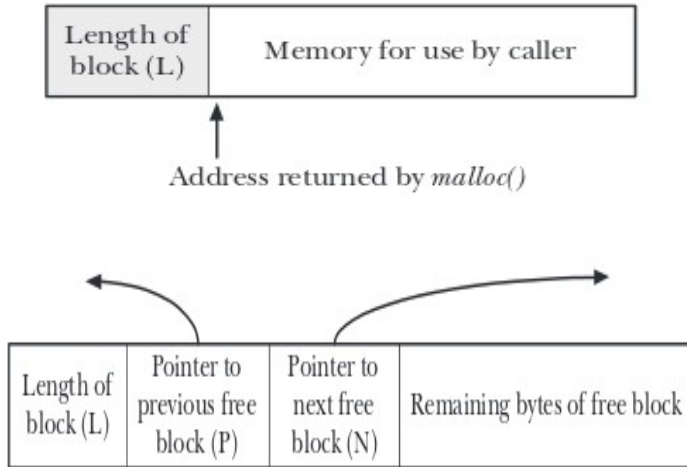 Length of
block (L)
Memory for use by caller
Address returned by malloc()
Length of
block (L)
Pointer to
previous free
block (P)
Pointer to
next free
block (N)
Remaining bytes of free block